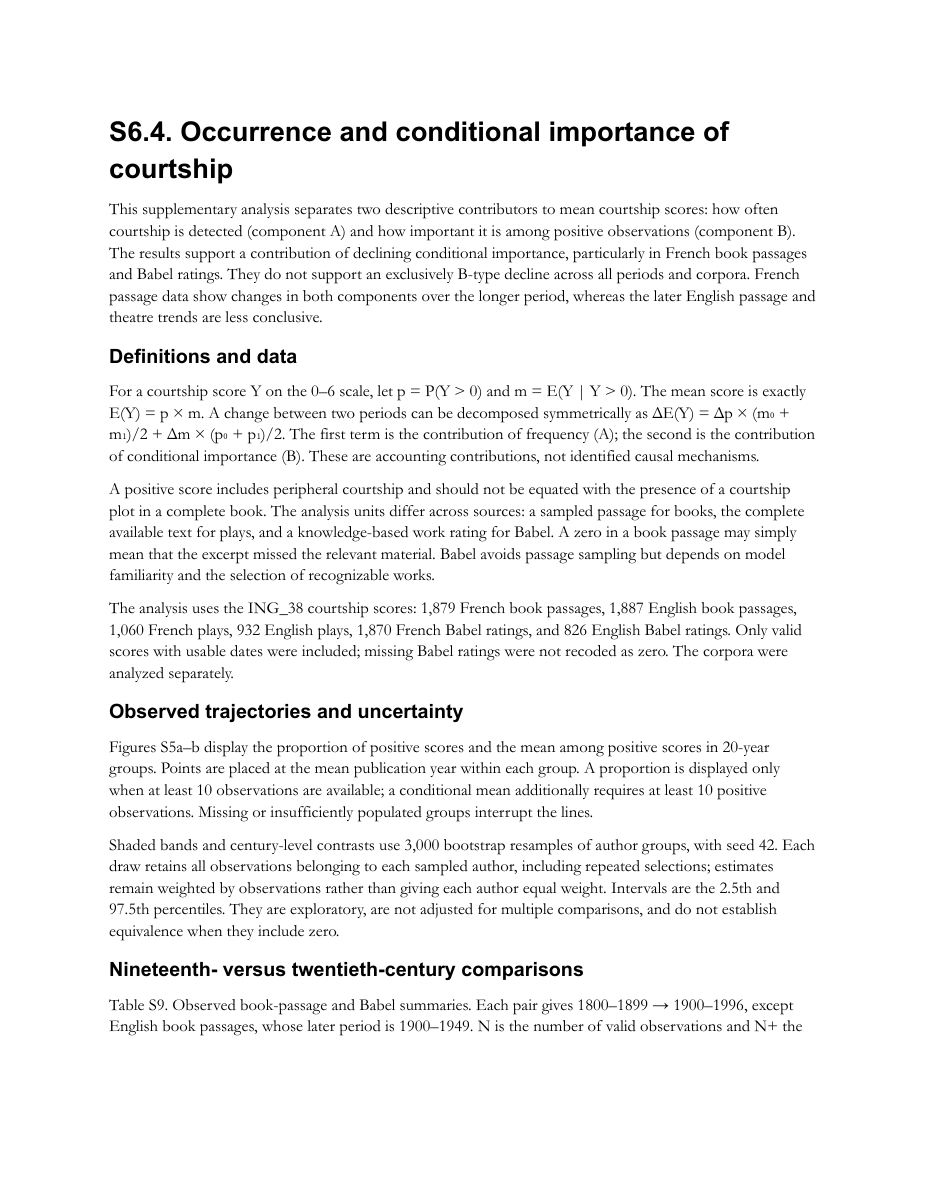 S6.4. Occurrence and conditional importance of
courtship
This supplementary analysis separates two descriptive contributors to mean courtship scores: how often
courtship is detected (component A) and how important it is among positive observations (component B).
The results support a contribution of declining conditional importance, particularly in French book passages
and Babel ratings. They do not support an exclusively B-type decline across all periods and corpora. French
passage data show changes in both components over the longer period, whereas the later English passage and
theatre trends are less conclusive.
Definitions and data
For a courtship score Y on the 0–6 scale, let p = P(Y > 0) and m = E(Y | Y > 0). The mean score is exactly
E(Y) = p × m. A change between two periods can be decomposed symmetrically as ΔE(Y) = Δp × (m₀ +
m₁)/2 + Δm × (p₀ + p₁)/2. The first term is the contribution of frequency (A); the second is the contribution
of conditional importance (B). These are accounting contributions, not identified causal mechanisms.
A positive score includes peripheral courtship and should not be equated with the presence of a courtship
plot in a complete book. The analysis units differ across sources: a sampled passage for books, the complete
available text for plays, and a knowledge-based work rating for Babel. A zero in a book passage may simply
mean that the excerpt missed the relevant material. Babel avoids passage sampling but depends on model
familiarity and the selection of recognizable works.
The analysis uses the ING_38 courtship scores: 1,879 French book passages, 1,887 English book passages,
1,060 French plays, 932 English plays, 1,870 French Babel ratings, and 826 English Babel ratings. Only valid
scores with usable dates were included; missing Babel ratings were not recoded as zero. The corpora were
analyzed separately.
Observed trajectories and uncertainty
Figures S5a–b display the proportion of positive scores and the mean among positive scores in 20-year
groups. Points are placed at the mean publication year within each group. A proportion is displayed only
when at least 10 observations are available; a conditional mean additionally requires at least 10 positive
observations. Missing or insufficiently populated groups interrupt the lines.
Shaded bands and century-level contrasts use 3,000 bootstrap resamples of author groups, with seed 42. Each
draw retains all observations belonging to each sampled author, including repeated selections; estimates
remain weighted by observations rather than giving each author equal weight. Intervals are the 2.5th and
97.5th percentiles. They are exploratory, are not adjusted for multiple comparisons, and do not establish
equivalence when they include zero.
Nineteenth- versus twentieth-century comparisons
Table S9. Observed book-passage and Babel summaries. Each pair gives 1800–1899 → 1900–1996, except
English book passages, whose later period is 1900–1949. N is the number of valid observations and N+ the